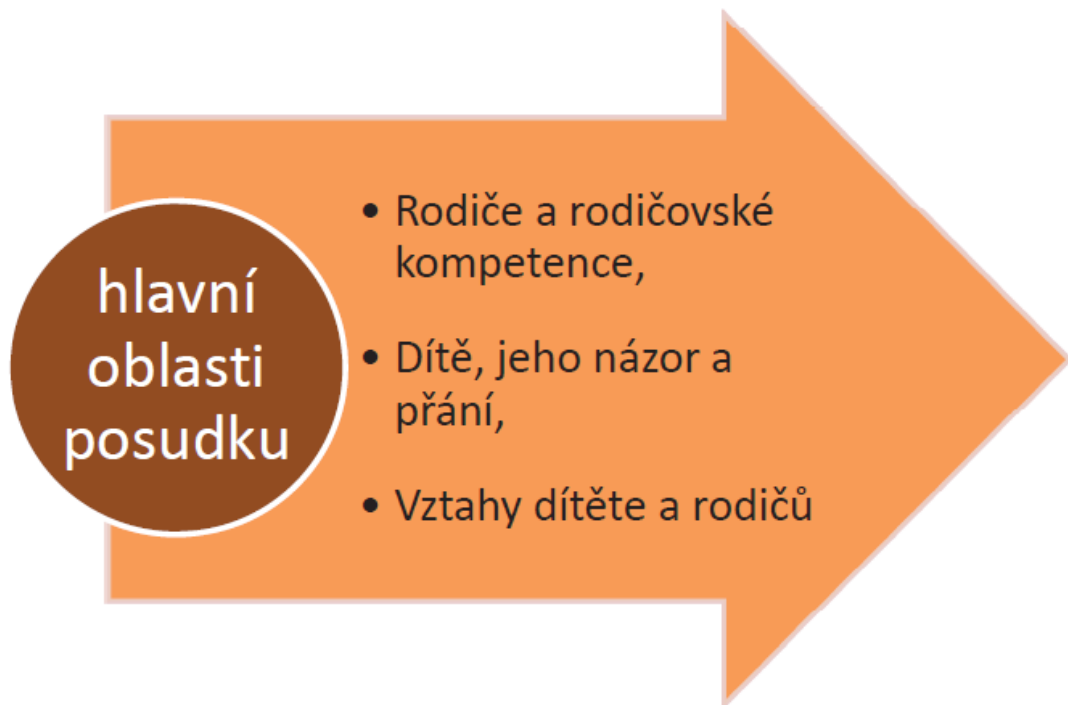 hlavní
oblasti
posudku
• Rodiče a rodičovské
kompetence,
• Dítě, jeho názor a
přání,
• Vztahy dítěte a rodičů